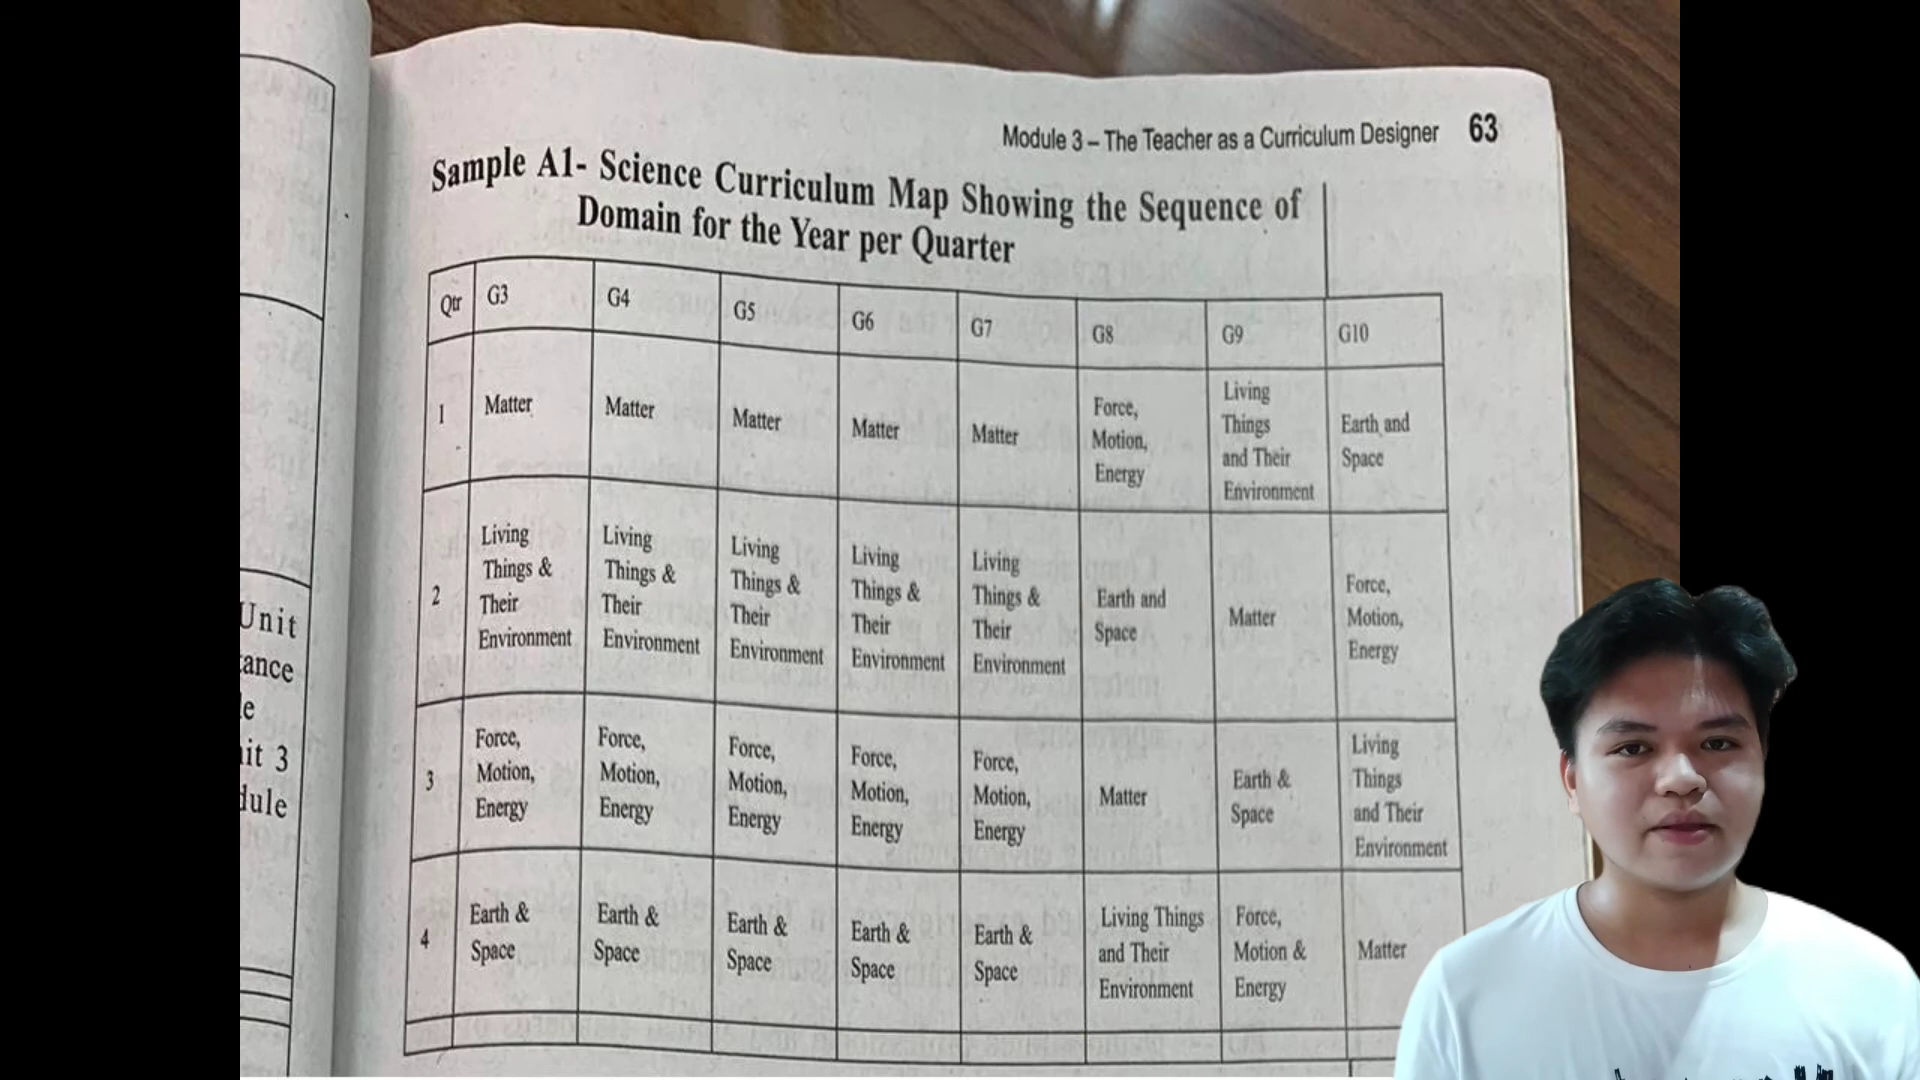 Unit
tance
le
nit 3
dule
Module 3 – The Teacher as a Curriculum Designer 63
Sample A1- Science Curriculum Map Showing the Sequence of
Domain for the Year per Quarter
Qtr G3 G4 G5 G6 G7 G8 G9 G10
1
Matter
Matter
Matter
Matter
Matter
Force,
Motion,
Energy
Living
Things
and Their
Environment
Earth and
Space
2
Living
Things &
Their
Environment
Living
Things &
Their
Environment
Living
Things &
Their
Environment
Living
Things &
Their
Environment
Living
Things &
Their
Environment
Earth and
Space
Matter
Force,
Motion,
Energy
3
Force,
Motion,
Energy
Force,
Motion,
Energy
Force,
Motion,
Energy
Force,
Motion,
Energy
Force,
Motion,
Energy
Matter
Earth &
Space
Living
Things
and Their
Environment
4
Earth &
Space
Earth &
Space
Earth &
Space
Earth &
Space
Earth &
Space
Living Things
and Their
Environment
Force,
Motion &
Energy
Matter